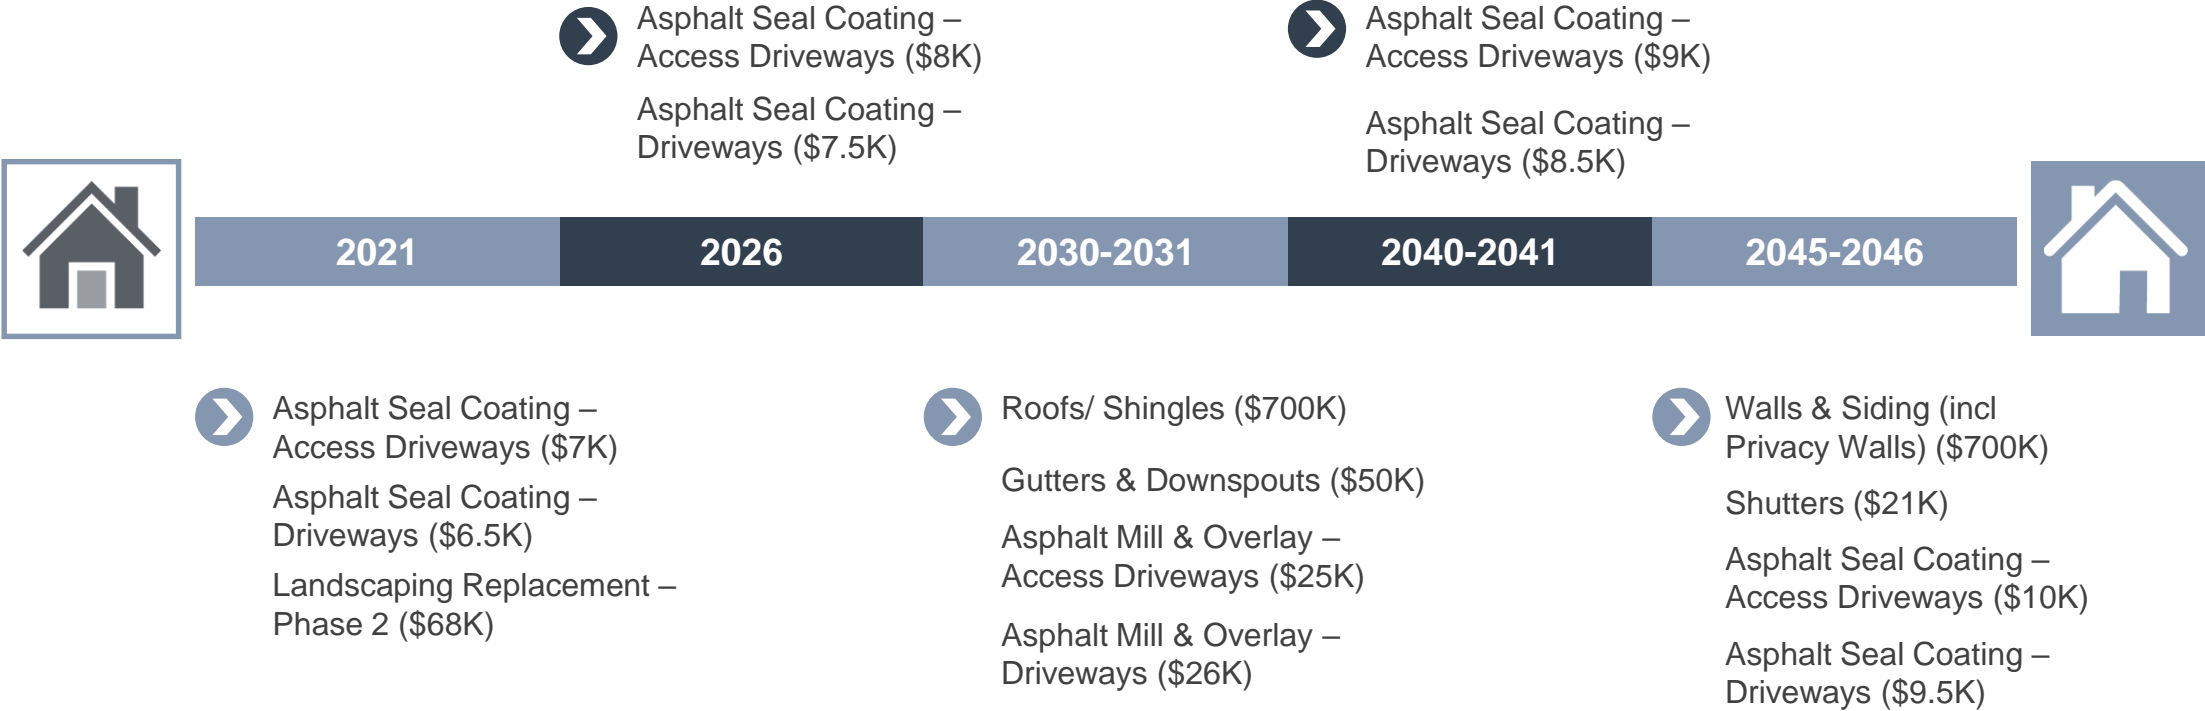 Asphalt Seal Coating –
Access Driveways ($8K)
Asphalt Seal Coating –
Driveways ($7.5K)
Asphalt Seal Coating –
Access Driveways ($9K)
Asphalt Seal Coating –
Driveways ($8.5K)
2021
2026
2030-2031
2040-2041
2045-2046
Asphalt Seal Coating –
Access Driveways ($7K)
Asphalt Seal Coating –
Driveways ($6.5K)
Landscaping Replacement –
Phase 2 ($68K)
Roofs/ Shingles ($700K)
Gutters & Downspouts ($50K)
Asphalt Mill & Overlay –
Access Driveways ($25K)
Asphalt Mill & Overlay –
Driveways ($26K)
Walls & Siding (incl
Privacy Walls) ($700K)
Shutters ($21K)
Asphalt Seal Coating –
Access Driveways ($10K)
Asphalt Seal Coating –
Driveways ($9.5K)